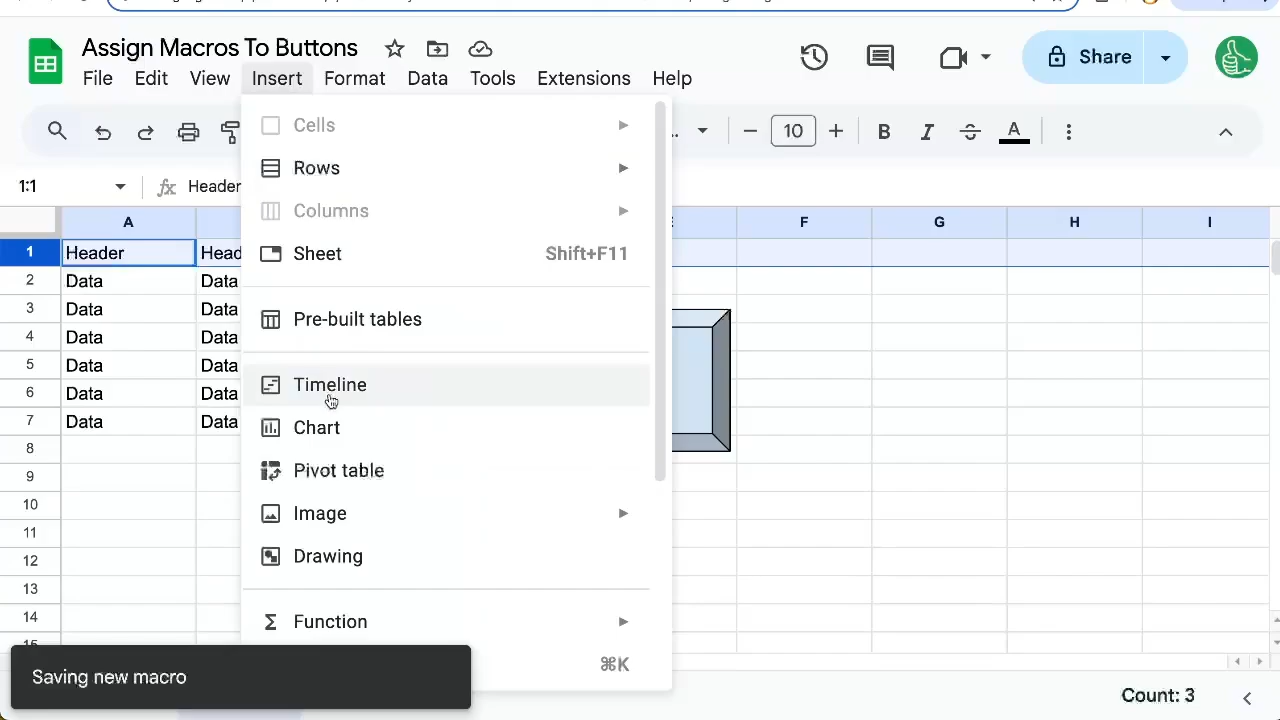 Assign Macros To Buttons
File Edit View Insert Format Data Tools Extensions Help
Share
10 B I S A
1:1 fx Header
A F G H I
1 Header Head
2 Data Data
3 Data Data
4 Data Data
5 Data Data
6 Data Data
7 Data Data
8
9
10
11
12
13
14
15
Cells
Rows
Columns
Sheet Shift+F11
Pre-built tables
Timeline
Chart
Pivot table
Image
Drawing
Σ Function
⌘K
Saving new macro
Count: 3